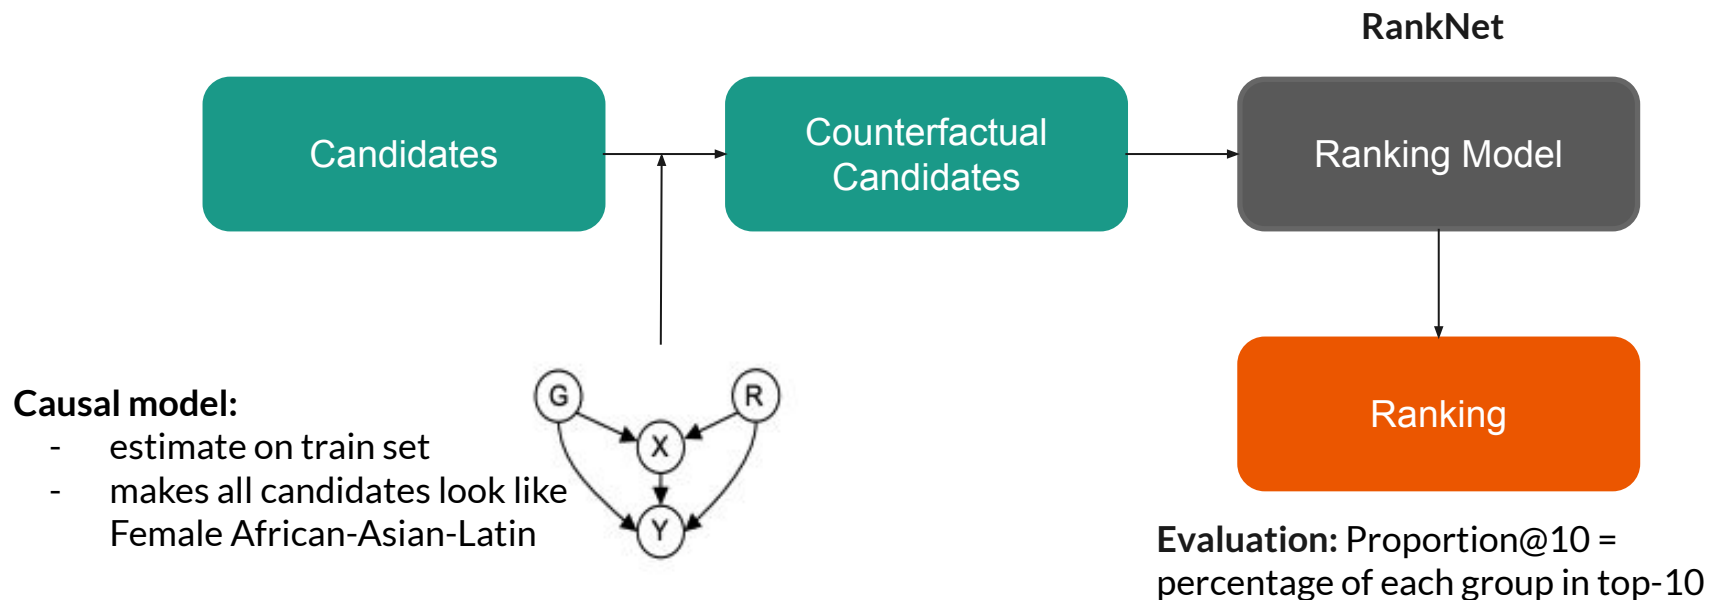 RankNet
Candidates
Counterfactual
Candidates
Ranking Model
G
R
X
Y
Causal model:
- estimate on train set
- makes all candidates look like
Female African-Asian-Latin
Ranking
Evaluation: Proportion@10 =
percentage of each group in top-10